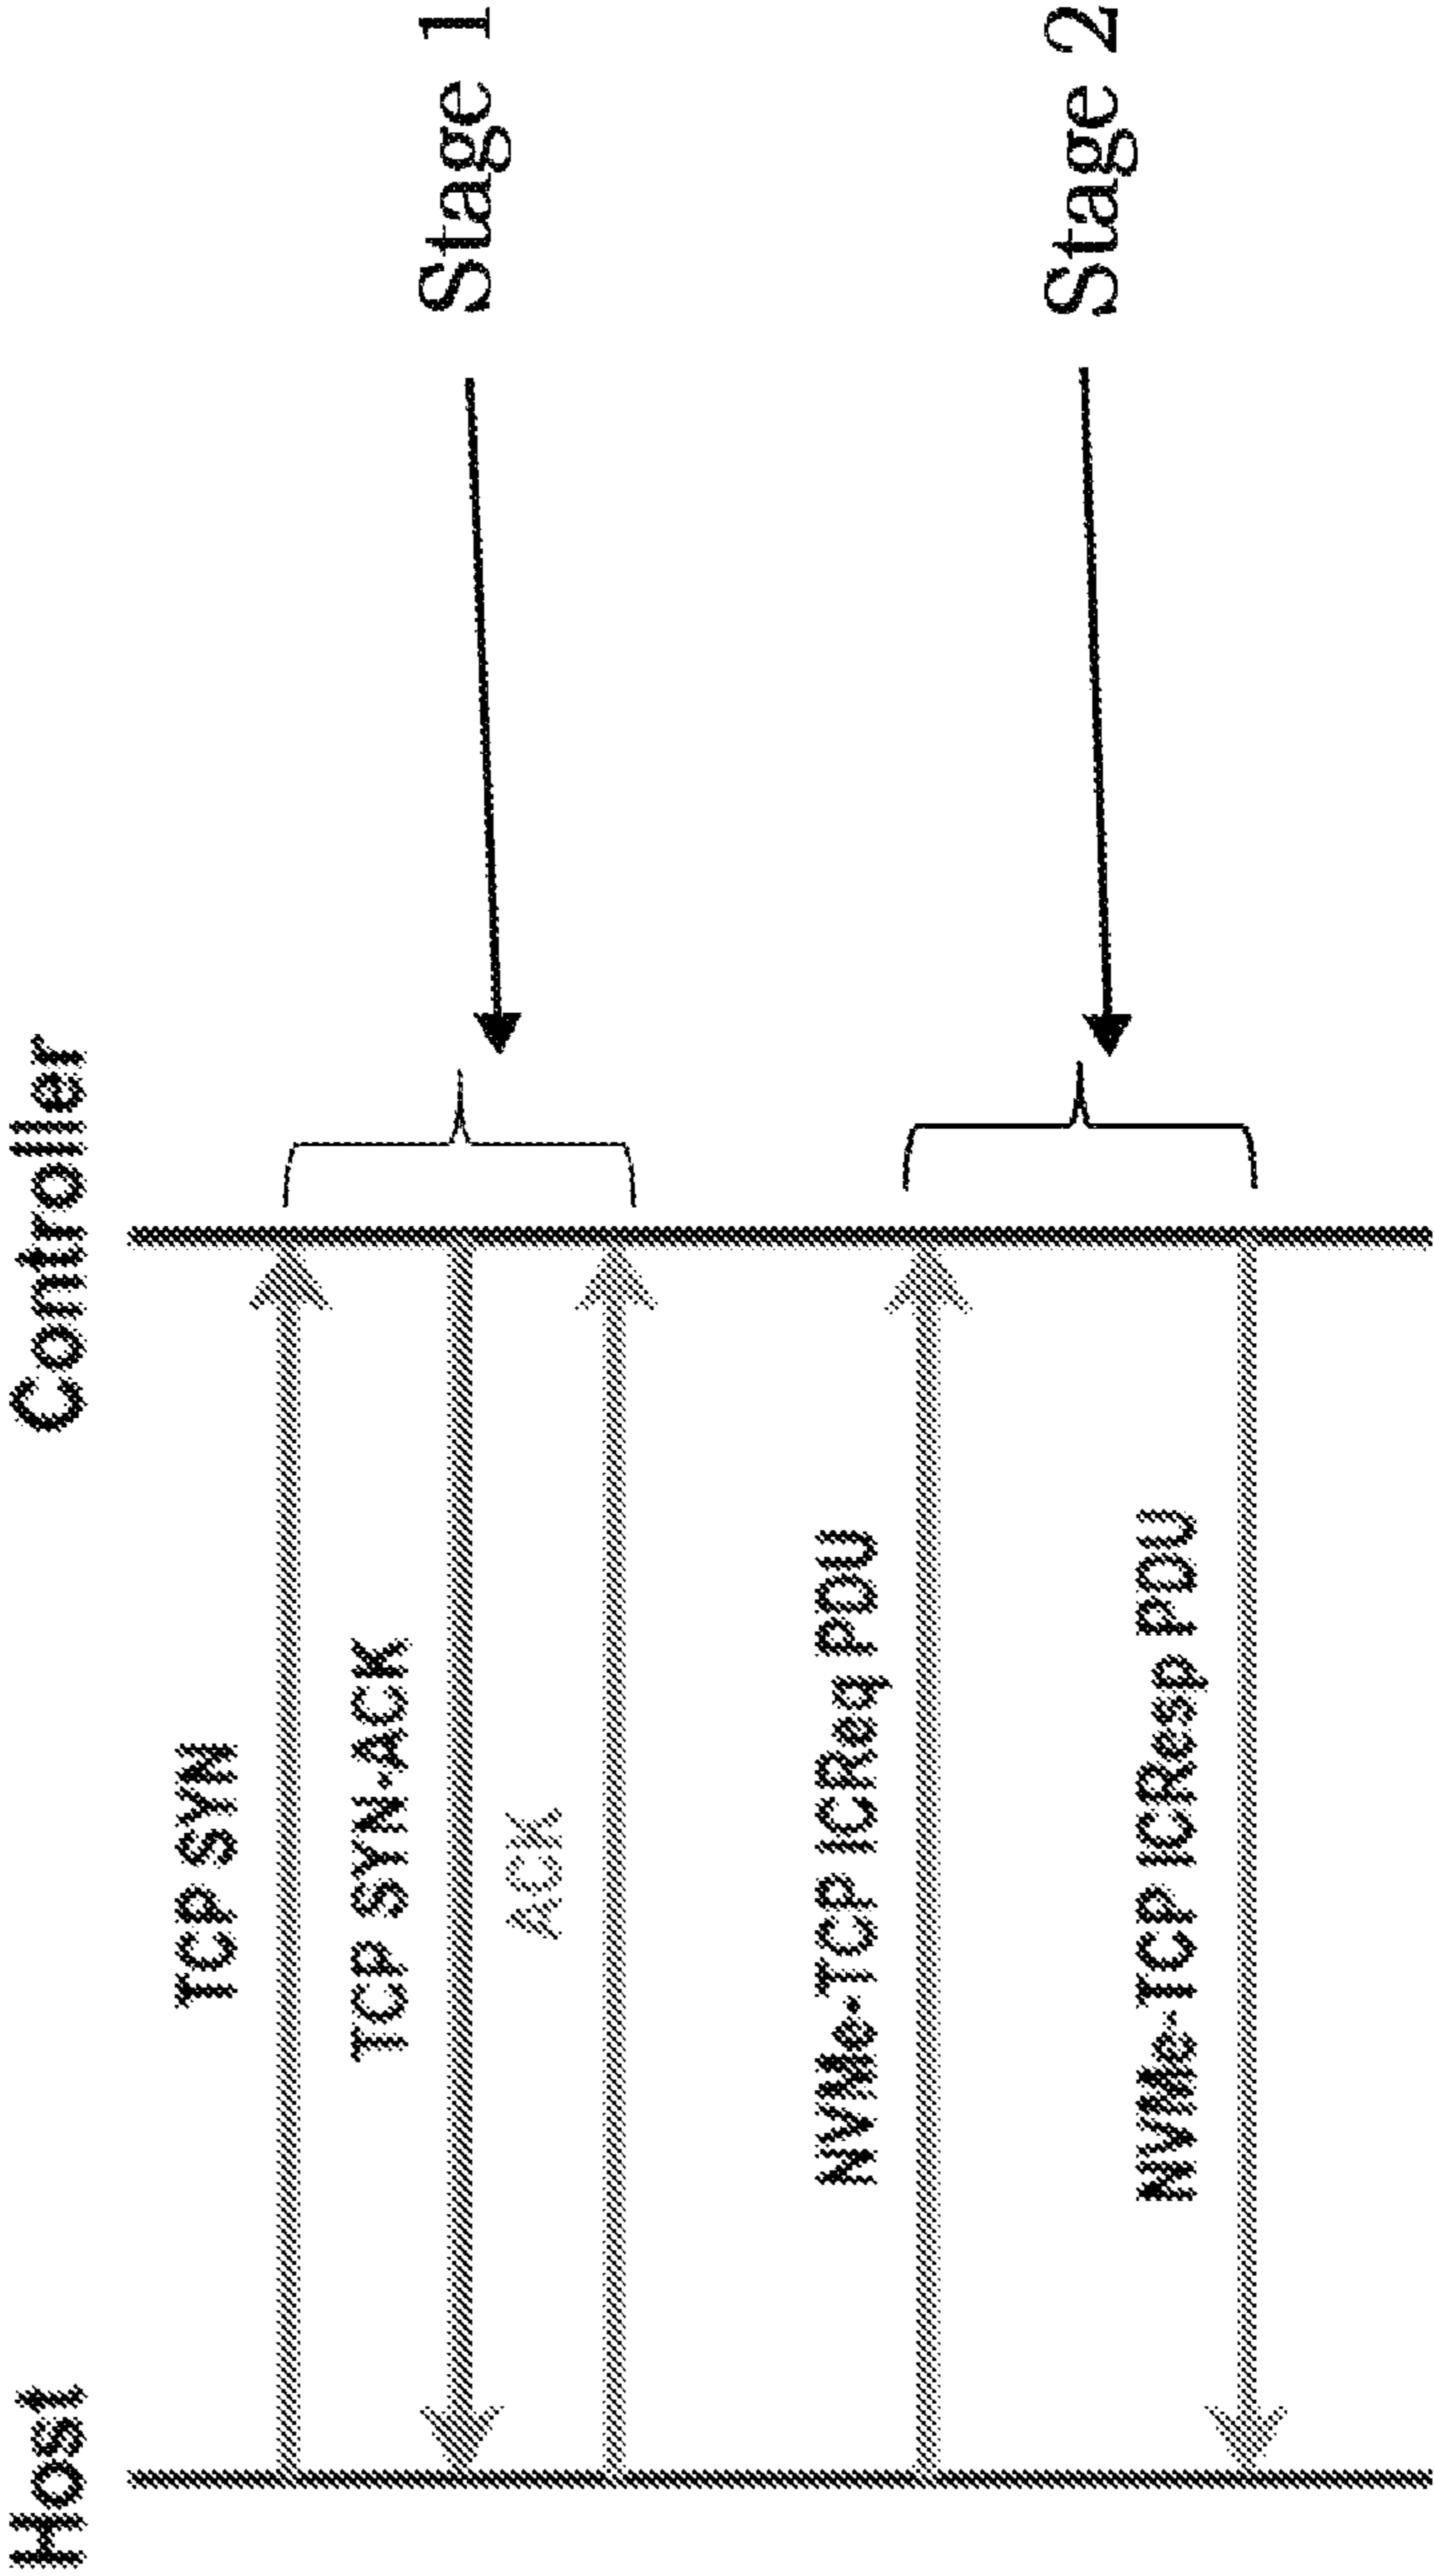 Host
Controller
TCP SYN
TCP SYN-ACK
Stage 1
ACK
NVMe-TCP ICReq PDU
Stage 2
NVMe-TCP ICResp PDU